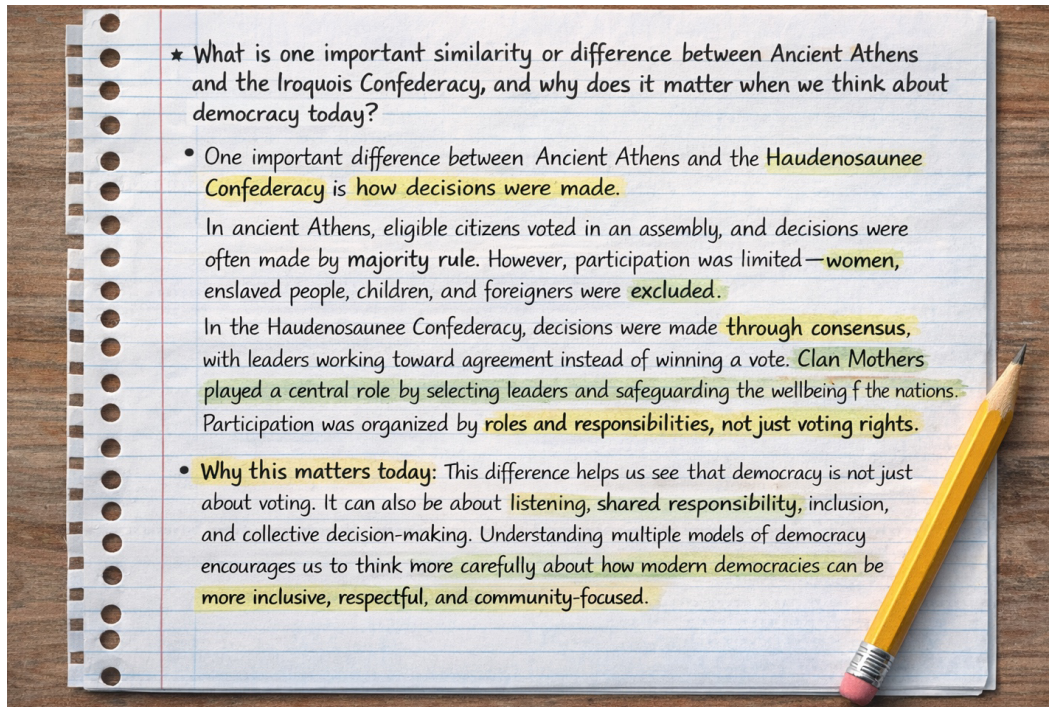 ★ What is one important similarity or difference between Ancient Athens
and the Iroquois Confederacy, and why does it matter when we think about
democracy today?
• One important difference between Ancient Athens and the Haudenosaunee
Confederacy is how decisions were made.
In ancient Athens, eligible citizens voted in an assembly, and decisions were
often made by majority rule. However, participation was limited—women,
enslaved people, children, and foreigners were excluded.
In the Haudenosaunee Confederacy, decisions were made through consensus,
with leaders working toward agreement instead of winning a vote. Clan Mothers
played a central role by selecting leaders and safeguarding the wellbeing f the nations.
Participation was organized by roles and responsibilities, not just voting rights.
• Why this matters today: This difference helps us see that democracy is not just
about voting. It can also be about listening, shared responsibility, inclusion,
and collective decision-making. Understanding multiple models of democracy
encourages us to think more carefully about how modern democracies can be
more inclusive, respectful, and community-focused.